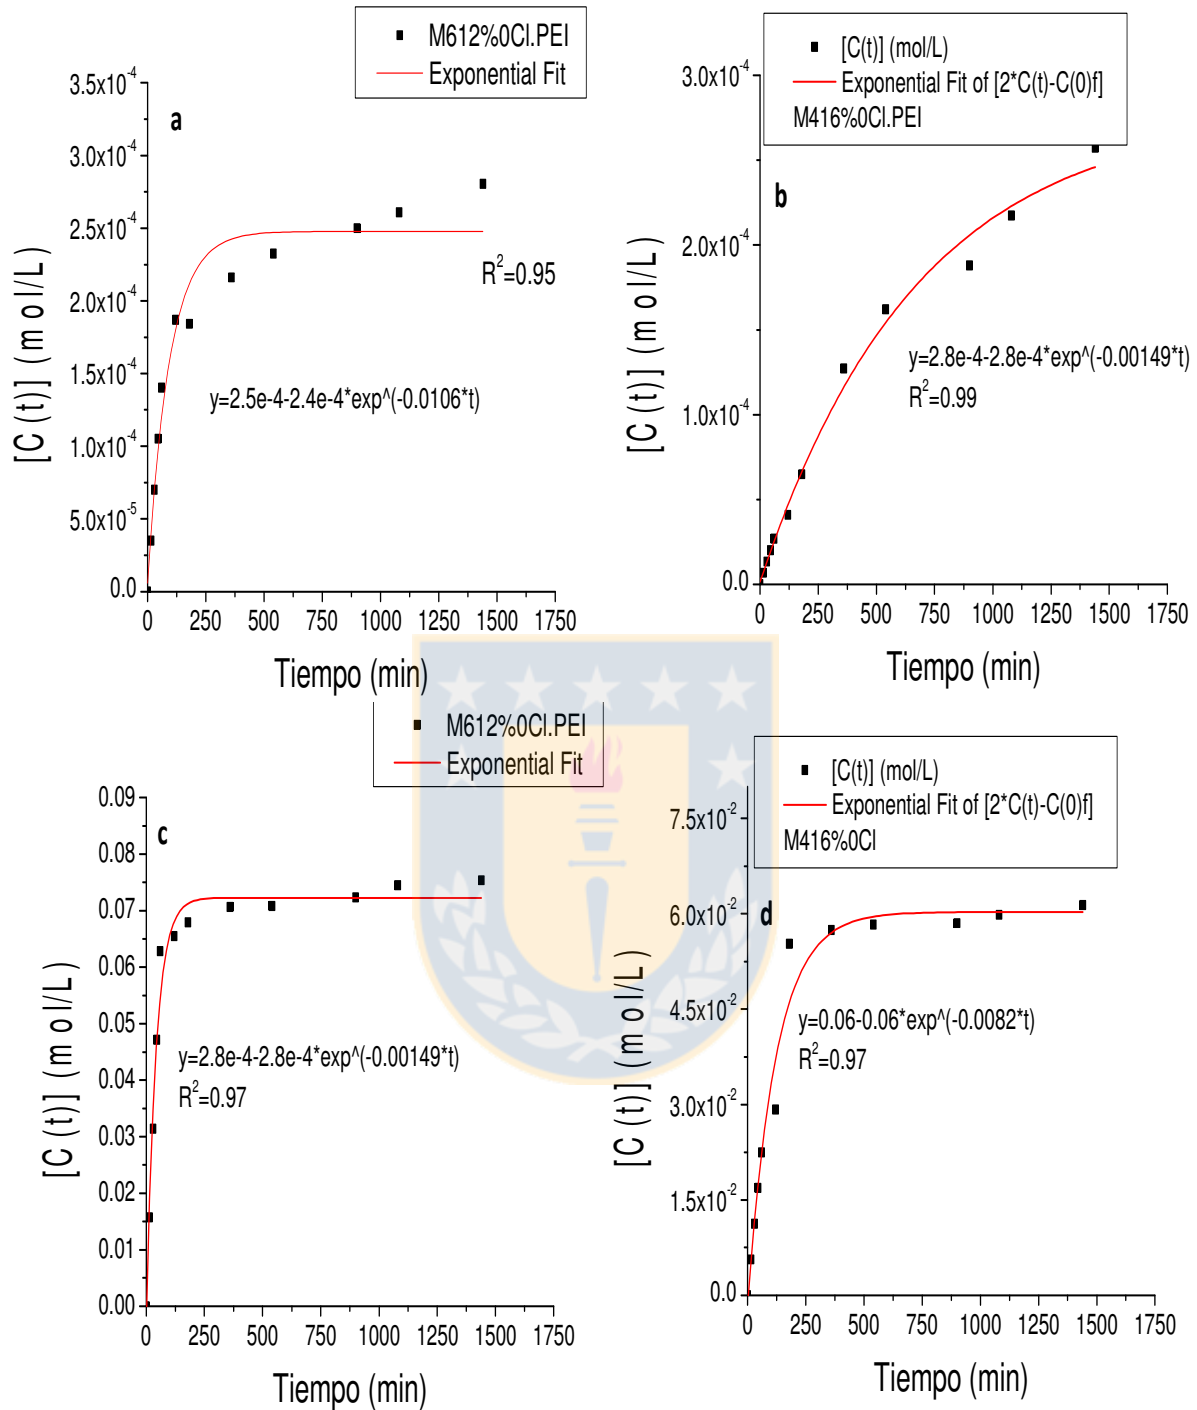 M612%0Cl.PEI
Exponential Fit
a
3.5x10⁻⁴
3.0x10⁻⁴
2.5x10⁻⁴
2.0x10⁻⁴
1.5x10⁻⁴
1.0x10⁻⁴
5.0x10⁻⁵
0.0
[C (t)] (m o l/L)
R²=0.95
y=2.5e-4-2.4e-4*exp^(-0.0106*t)
0 250 500 750 1000 1250 1500 1750
Tiempo (min)
[C(t)] (mol/L)
Exponential Fit of [2*C(t)-C(0)f]
M416%0Cl.PEI
b
3.0x10⁻⁴
2.0x10⁻⁴
1.0x10⁻⁴
0.0
[C (t)] (m o l/L)
y=2.8e-4-2.8e-4*exp^(-0.00149*t)
R²=0.99
0 250 500 750 1000 1250 1500 1750
Tiempo (min)
M612%0Cl.PEI
Exponential Fit
c
0.09
0.08
0.07
0.06
0.05
0.04
0.03
0.02
0.01
0.00
[C (t)] (m o l/L)
y=2.8e-4-2.8e-4*exp^(-0.00149*t)
R²=0.97
0 250 500 750 1000 1250 1500 1750
Tiempo (min)
[C(t)] (mol/L)
Exponential Fit of [2*C(t)-C(0)f]
M416%0Cl
d
7.5x10⁻²
6.0x10⁻²
4.5x10⁻²
3.0x10⁻²
1.5x10⁻²
0.0
[C (t)] (m o l/L)
y=0.06-0.06*exp^(-0.0082*t)
R²=0.97
0 250 500 750 1000 1250 1500 1750
Tiempo (min)